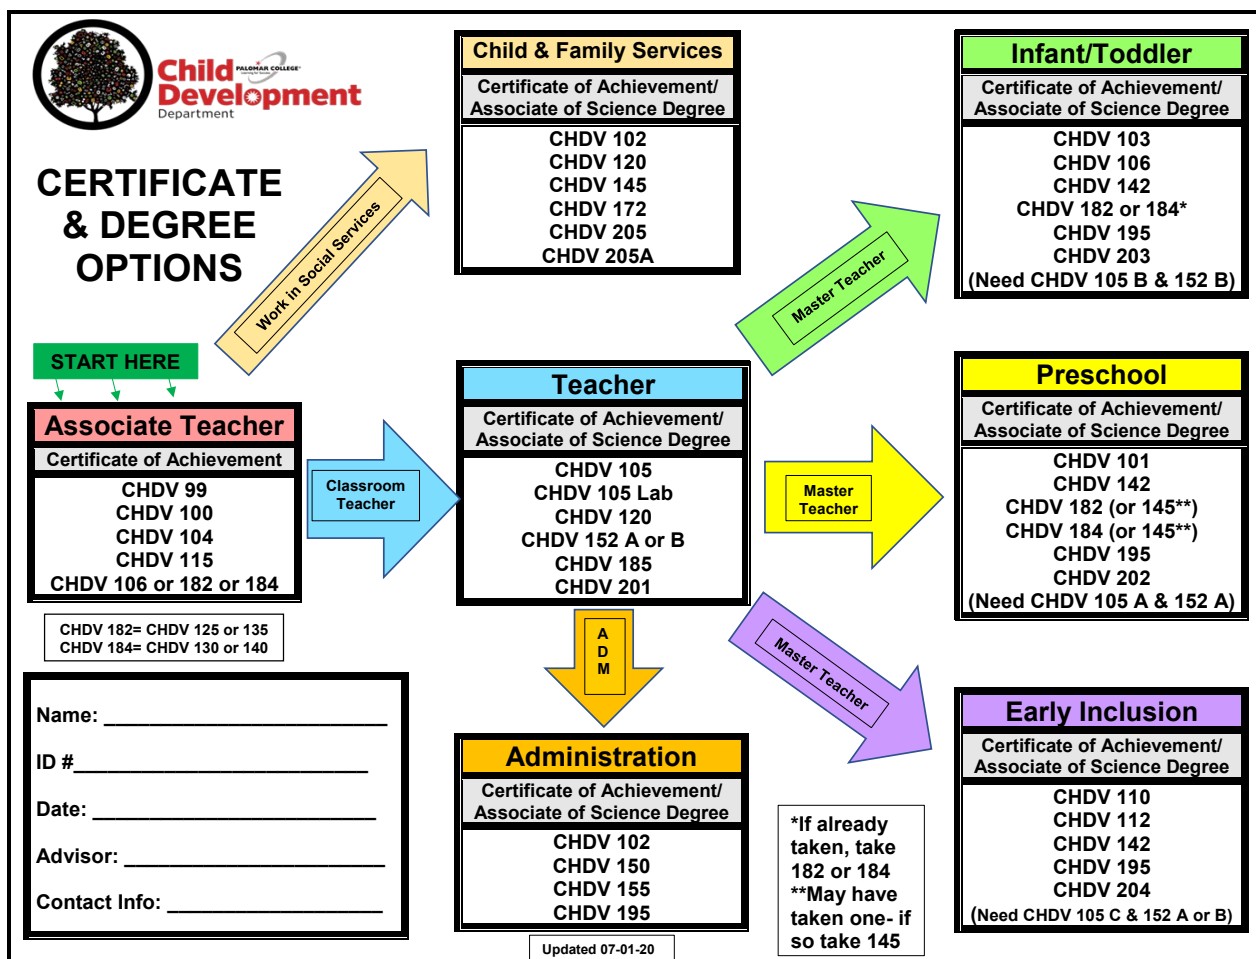 Child
PALOMAR COLLEGE®
Learning for Success
Development
Department
CERTIFICATE
& DEGREE
OPTIONS
START HERE
Associate Teacher
Certificate of Achievement
CHDV 99
CHDV 100
CHDV 104
CHDV 115
CHDV 106 or 182 or 184
CHDV 182= CHDV 125 or 135
CHDV 184= CHDV 130 or 140
Name: ___________________________
ID #____________________________
Date: ___________________________
Advisor: _________________________
Contact Info: _____________________
Work in Social Services
Child & Family Services
Certificate of Achievement/
Associate of Science Degree
CHDV 102
CHDV 120
CHDV 145
CHDV 172
CHDV 205
CHDV 205A
Classroom
Teacher
Teacher
Certificate of Achievement/
Associate of Science Degree
CHDV 105
CHDV 105 Lab
CHDV 120
CHDV 152 A or B
CHDV 185
CHDV 201
A
D
M
Administration
Certificate of Achievement/
Associate of Science Degree
CHDV 102
CHDV 150
CHDV 155
CHDV 195
Updated 07-01-20
Master Teacher
Infant/Toddler
Certificate of Achievement/
Associate of Science Degree
CHDV 103
CHDV 106
CHDV 142
CHDV 182 or 184*
CHDV 195
CHDV 203
(Need CHDV 105 B & 152 B)
Master
Teacher
Preschool
Certificate of Achievement/
Associate of Science Degree
CHDV 101
CHDV 142
CHDV 182 (or 145**)
CHDV 184 (or 145**)
CHDV 195
CHDV 202
(Need CHDV 105 A & 152 A)
Master Teacher
Early Inclusion
Certificate of Achievement/
Associate of Science Degree
CHDV 110
CHDV 112
CHDV 142
CHDV 195
CHDV 204
(Need CHDV 105 C & 152 A or B)
*If already
taken, take
182 or 184
**May have
taken one- if
so take 145